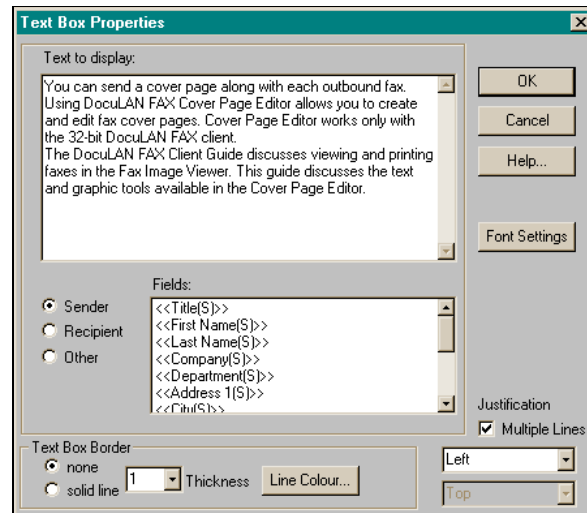 Text Box Properties
Text to display:
You can send a cover page along with each outbound fax.
Using DocuLAN FAX Cover Page Editor allows you to create
and edit fax cover pages. Cover Page Editor works only with
the 32-bit DocuLAN FAX client.
The DocuLAN FAX Client Guide discusses viewing and printing
faxes in the Fax Image Viewer. This guide discusses the text
and graphic tools available in the Cover Page Editor.
OK
Cancel
Help...
Font Settings
Sender
Recipient
Other
Fields:
<<Title(S)>>
<<First Name(S)>>
<<Last Name(S)>>
<<Company(S)>>
<<Department(S)>>
<<Address 1(S)>>
<<City(S)>>
Justification
Multiple Lines
Left
Top
Text Box Border
none
solid line
1
Thickness
Line Colour...